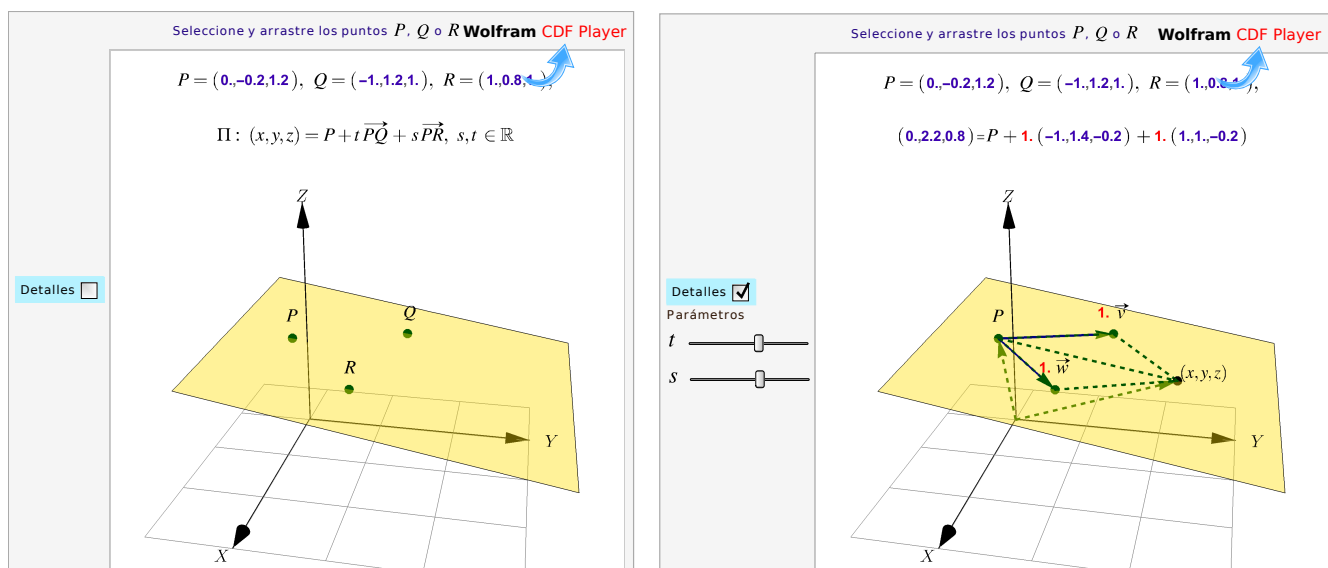 Seleccione y arrastre los puntos P, Q o R Wolfram CDF Player
P = (0.,−0.2,1.2), Q = (−1.,1.2,1.), R = (1.,0.8,1.),
Π : (x,y,z) = P + t PQ→ + s PR→, s,t ∈ ℝ
Z
P
Q
R
Y
X
Detalles
Seleccione y arrastre los puntos P, Q o R Wolfram CDF Player
P = (0.,−0.2,1.2), Q = (−1.,1.2,1.), R = (1.,0.8,1.),
(0.,2.2,0.8) = P + 1. (−1.,1.4,−0.2) + 1. (1.,1.,−0.2)
Detalles
Parámetros
t
s
Z
P
1. v→
1. w→
(x,y,z)
Y
X